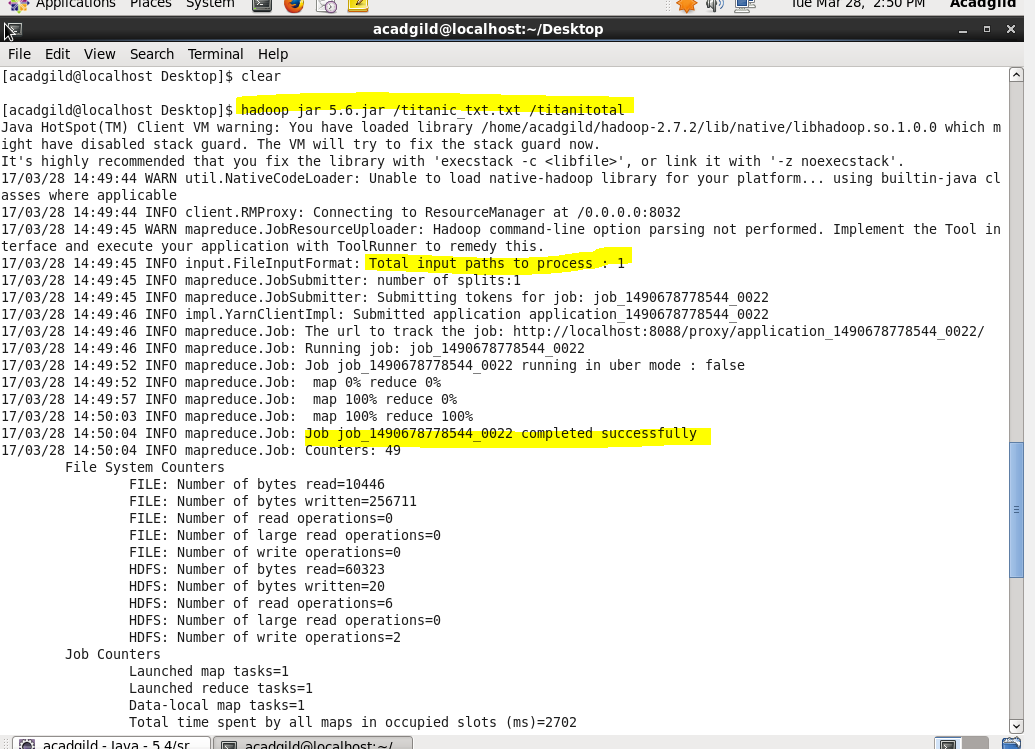 Applications Places System
Tue Mar 28, 2:50 PM Acadgild
acadgild@localhost:~/Desktop
File Edit View Search Terminal Help
[acadgild@localhost Desktop]$ clear
[acadgild@localhost Desktop]$ hadoop jar 5.6.jar /titanic_txt.txt /titanitotal
Java HotSpot(TM) Client VM warning: You have loaded library /home/acadgild/hadoop-2.7.2/lib/native/libhadoop.so.1.0.0 which m
ight have disabled stack guard. The VM will try to fix the stack guard now.
It's highly recommended that you fix the library with 'execstack -c <libfile>', or link it with '-z noexecstack'.
17/03/28 14:49:44 WARN util.NativeCodeLoader: Unable to load native-hadoop library for your platform... using builtin-java cl
asses where applicable
17/03/28 14:49:44 INFO client.RMProxy: Connecting to ResourceManager at /0.0.0.0:8032
17/03/28 14:49:45 WARN mapreduce.JobResourceUploader: Hadoop command-line option parsing not performed. Implement the Tool in
terface and execute your application with ToolRunner to remedy this.
17/03/28 14:49:45 INFO input.FileInputFormat: Total input paths to process : 1
17/03/28 14:49:45 INFO mapreduce.JobSubmitter: number of splits:1
17/03/28 14:49:45 INFO mapreduce.JobSubmitter: Submitting tokens for job: job_1490678778544_0022
17/03/28 14:49:46 INFO impl.YarnClientImpl: Submitted application application_1490678778544_0022
17/03/28 14:49:46 INFO mapreduce.Job: The url to track the job: http://localhost:8088/proxy/application_1490678778544_0022/
17/03/28 14:49:46 INFO mapreduce.Job: Running job: job_1490678778544_0022
17/03/28 14:49:52 INFO mapreduce.Job: Job job_1490678778544_0022 running in uber mode : false
17/03/28 14:49:52 INFO mapreduce.Job:  map 0% reduce 0%
17/03/28 14:49:57 INFO mapreduce.Job:  map 100% reduce 0%
17/03/28 14:50:03 INFO mapreduce.Job:  map 100% reduce 100%
17/03/28 14:50:04 INFO mapreduce.Job: Job job_1490678778544_0022 completed successfully
17/03/28 14:50:04 INFO mapreduce.Job: Counters: 49
File System Counters
FILE: Number of bytes read=10446
FILE: Number of bytes written=256711
FILE: Number of read operations=0
FILE: Number of large read operations=0
FILE: Number of write operations=0
HDFS: Number of bytes read=60323
HDFS: Number of bytes written=20
HDFS: Number of read operations=6
HDFS: Number of large read operations=0
HDFS: Number of write operations=2
Job Counters
Launched map tasks=1
Launched reduce tasks=1
Data-local map tasks=1
Total time spent by all maps in occupied slots (ms)=2702
acadgild - Java - 5.4/sr
acadgild@localhost:~/